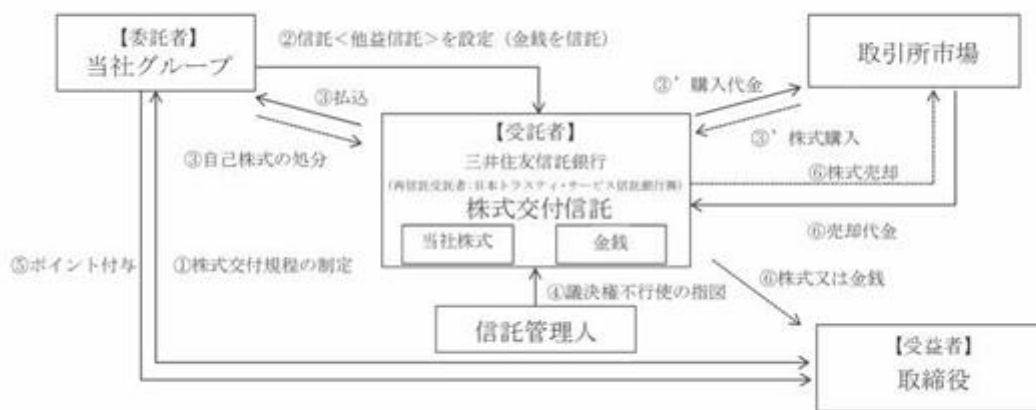 【委託者】
当社グループ
②信託<他益信託>を設定（金銭を信託）
取引所市場
③払込
③’購入代金
【受託者】
③自己株式の処分
三井住友信託銀行
③’株式購入
(再信託受託者:日本トラスティ・サービス信託銀行㈱)
⑥株式売却
株式交付信託
当社株式
金銭
⑥売却代金
⑤ポイント付与
①株式交付規程の制定
⑥株式又は金銭
④議決権不行使の指図
信託管理人
【受益者】
取締役